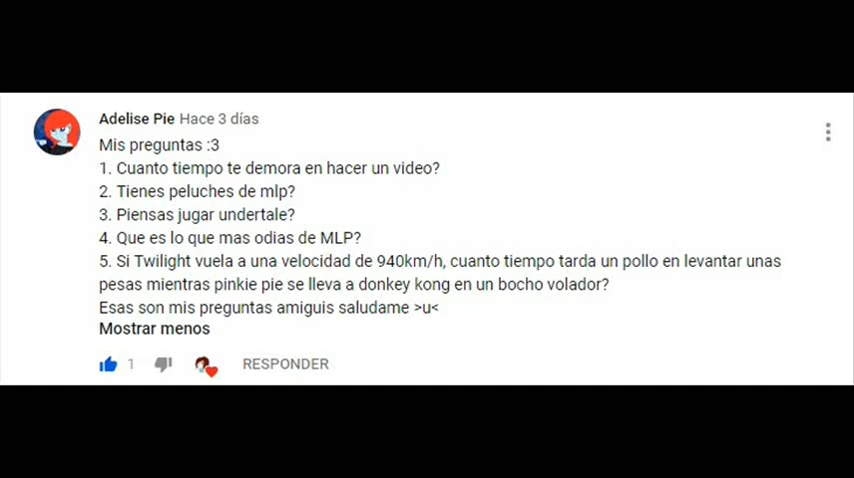 Adelise Pie Hace 3 días
Mis preguntas :3
1. Cuanto tiempo te demora en hacer un video?
2. Tienes peluches de mlp?
3. Piensas jugar undertale?
4. Que es lo que mas odias de MLP?
5. Si Twilight vuela a una velocidad de 940km/h, cuanto tiempo tarda un pollo en levantar unas
pesas mientras pinkie pie se lleva a donkey kong en un bocho volador?
Esas son mis preguntas amiguis saludame >u<
Mostrar menos
1 RESPONDER